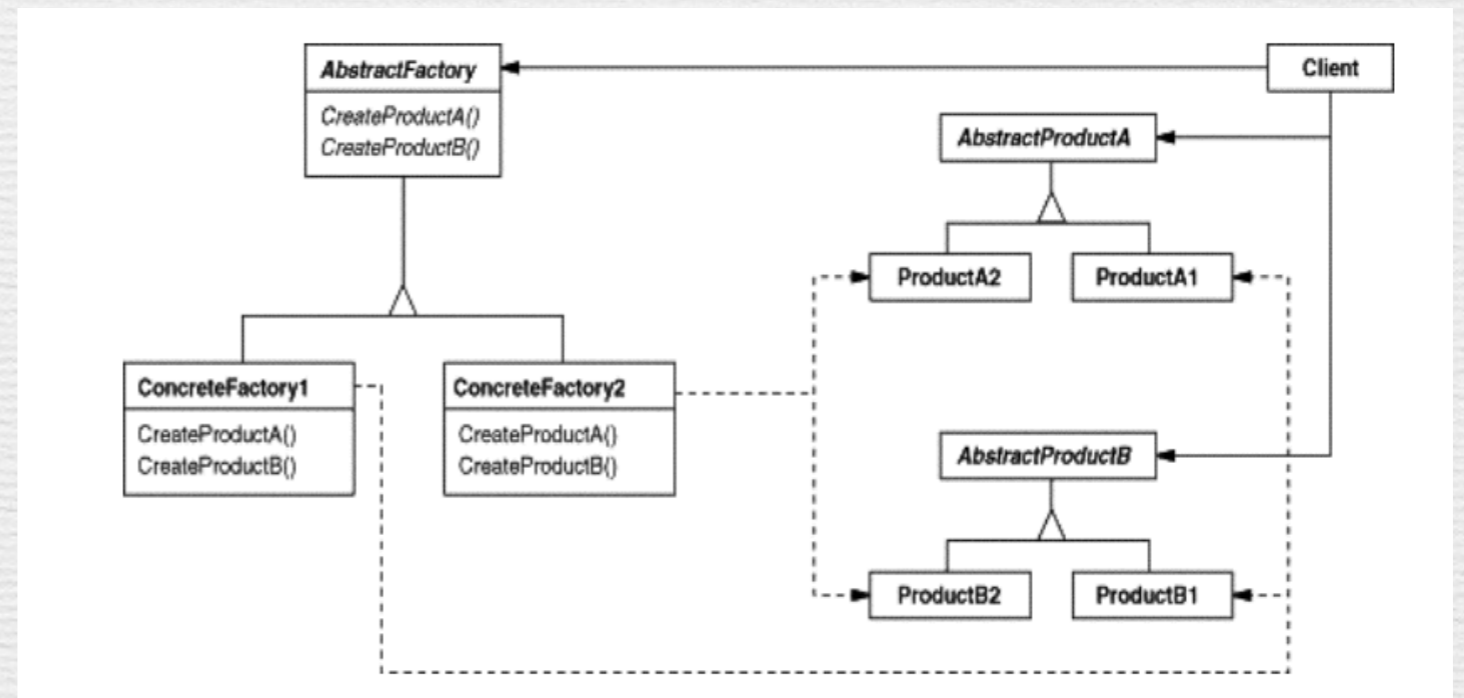 AbstractFactory
CreateProductA()
CreateProductB()
Client
AbstractProductA
ProductA2
ProductA1
ConcreteFactory1
CreateProductA()
CreateProductB()
ConcreteFactory2
CreateProductA()
CreateProductB()
AbstractProductB
ProductB2
ProductB1